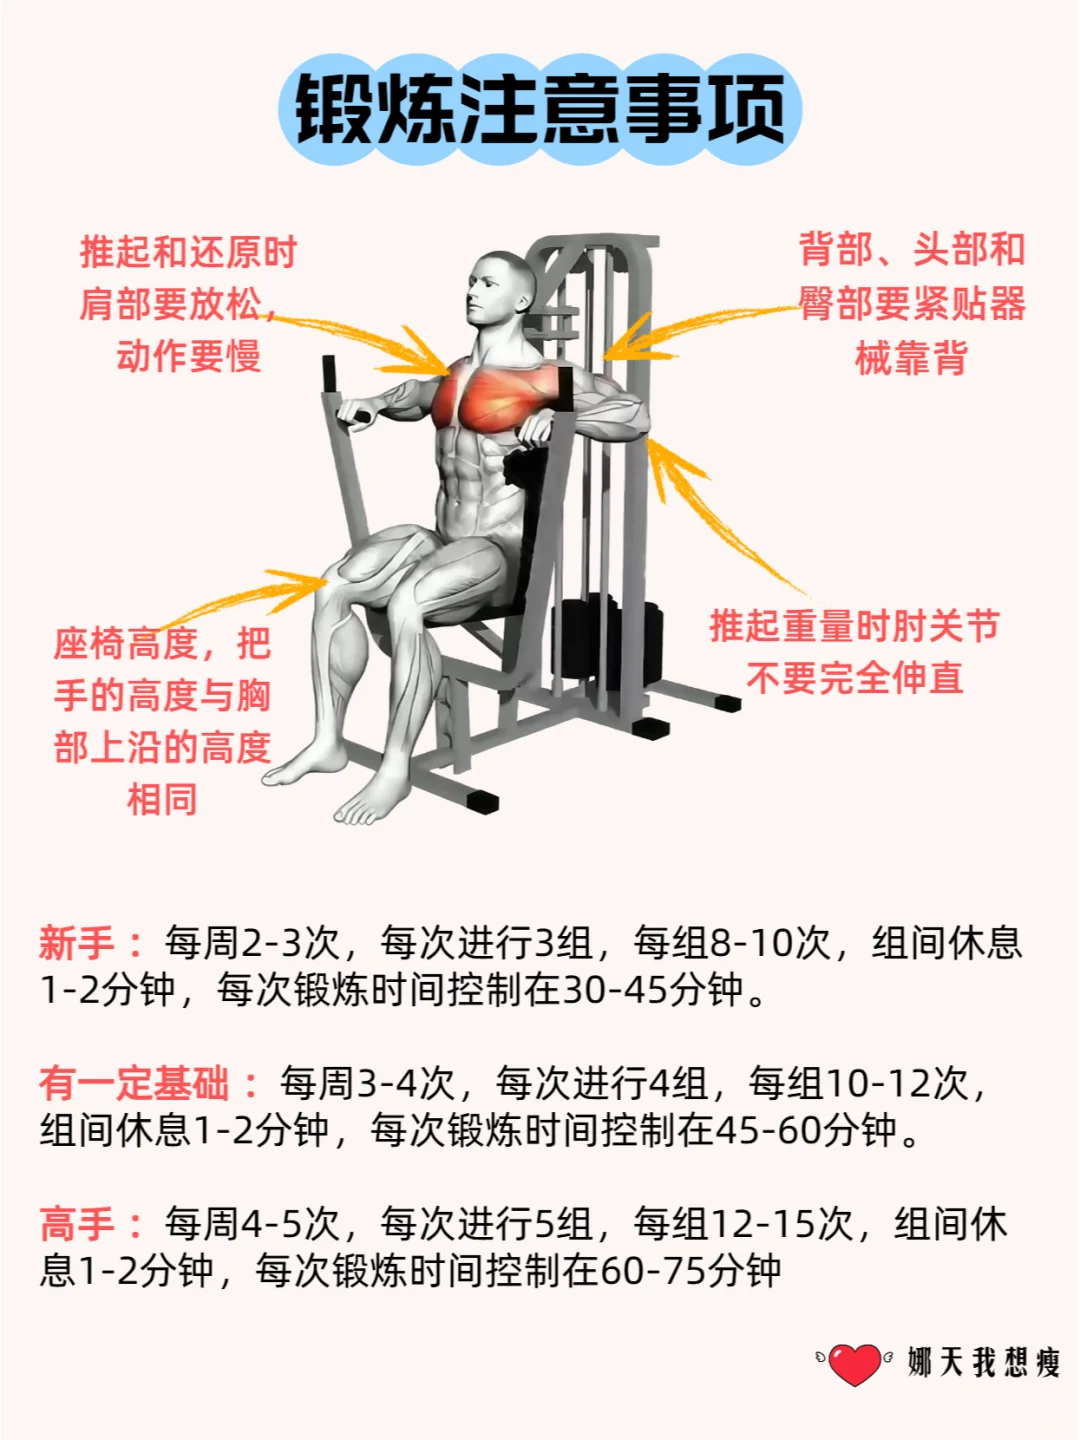 锻炼注意事项
推起和还原时
肩部要放松，
动作要慢
背部、头部和
臀部要紧贴器
械靠背
座椅高度，把
手的高度与胸
部上沿的高度
相同
推起重量时肘关节
不要完全伸直
新手：每周2-3次，每次进行3组，每组8-10次，组间休息
1-2分钟，每次锻炼时间控制在30-45分钟。
有一定基础：每周3-4次，每次进行4组，每组10-12次，
组间休息1-2分钟，每次锻炼时间控制在45-60分钟。
高手：每周4-5次，每次进行5组，每组12-15次，组间休
息1-2分钟，每次锻炼时间控制在60-75分钟
娜天我想瘦